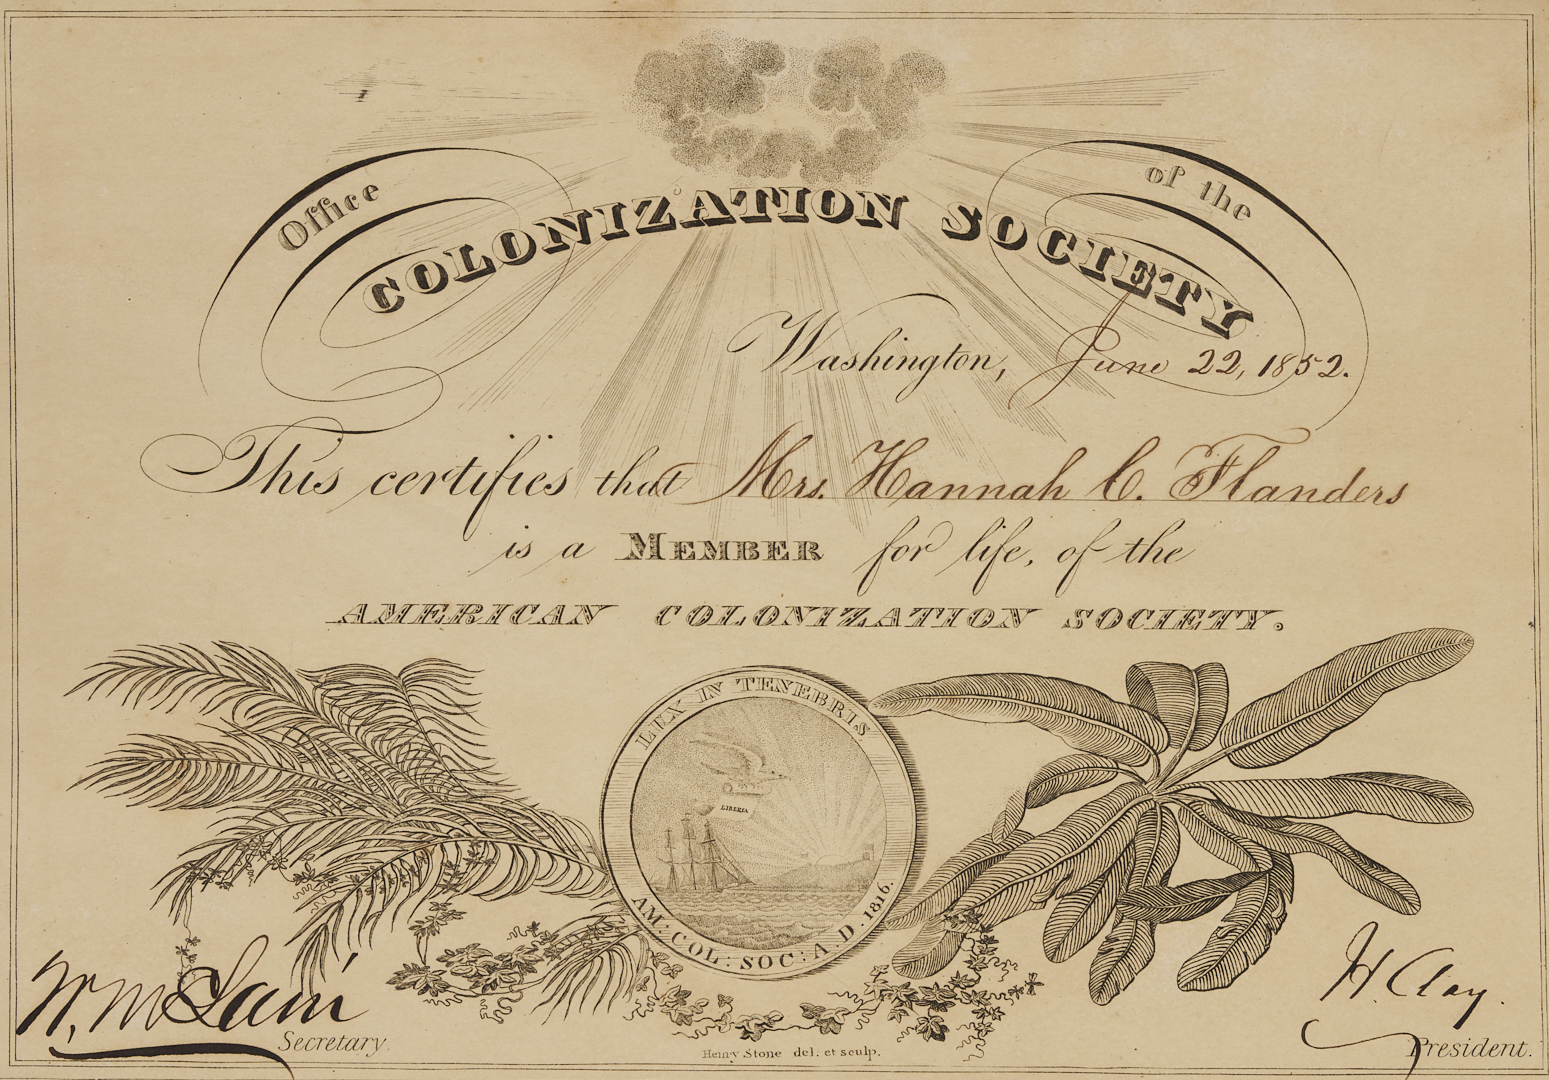 Office of the
COLONIZATION SOCIETY
Washington, June 22, 1852.
This certifies that Mrs. Hannah C. Flanders
is a MEMBER for life, of the
AMERICAN COLONIZATION SOCIETY.
LUX IN TENEBRIS
LIBERIA
AM: COL: SOC: A.D. 1816.
W. McLain
Secretary.
H. Clay.
President.
Henry Stone del. et sculp.